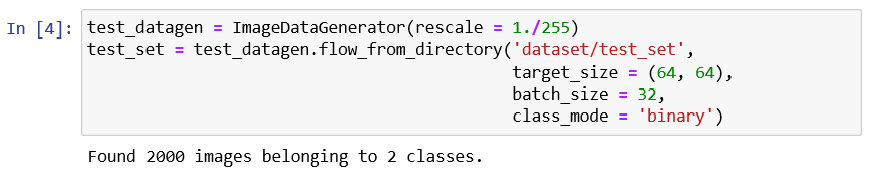 In [4]: test_datagen = ImageDataGenerator(rescale = 1./255)
test_set = test_datagen.flow_from_directory('dataset/test_set',
target_size = (64, 64),
batch_size = 32,
class_mode = 'binary')
Found 2000 images belonging to 2 classes.